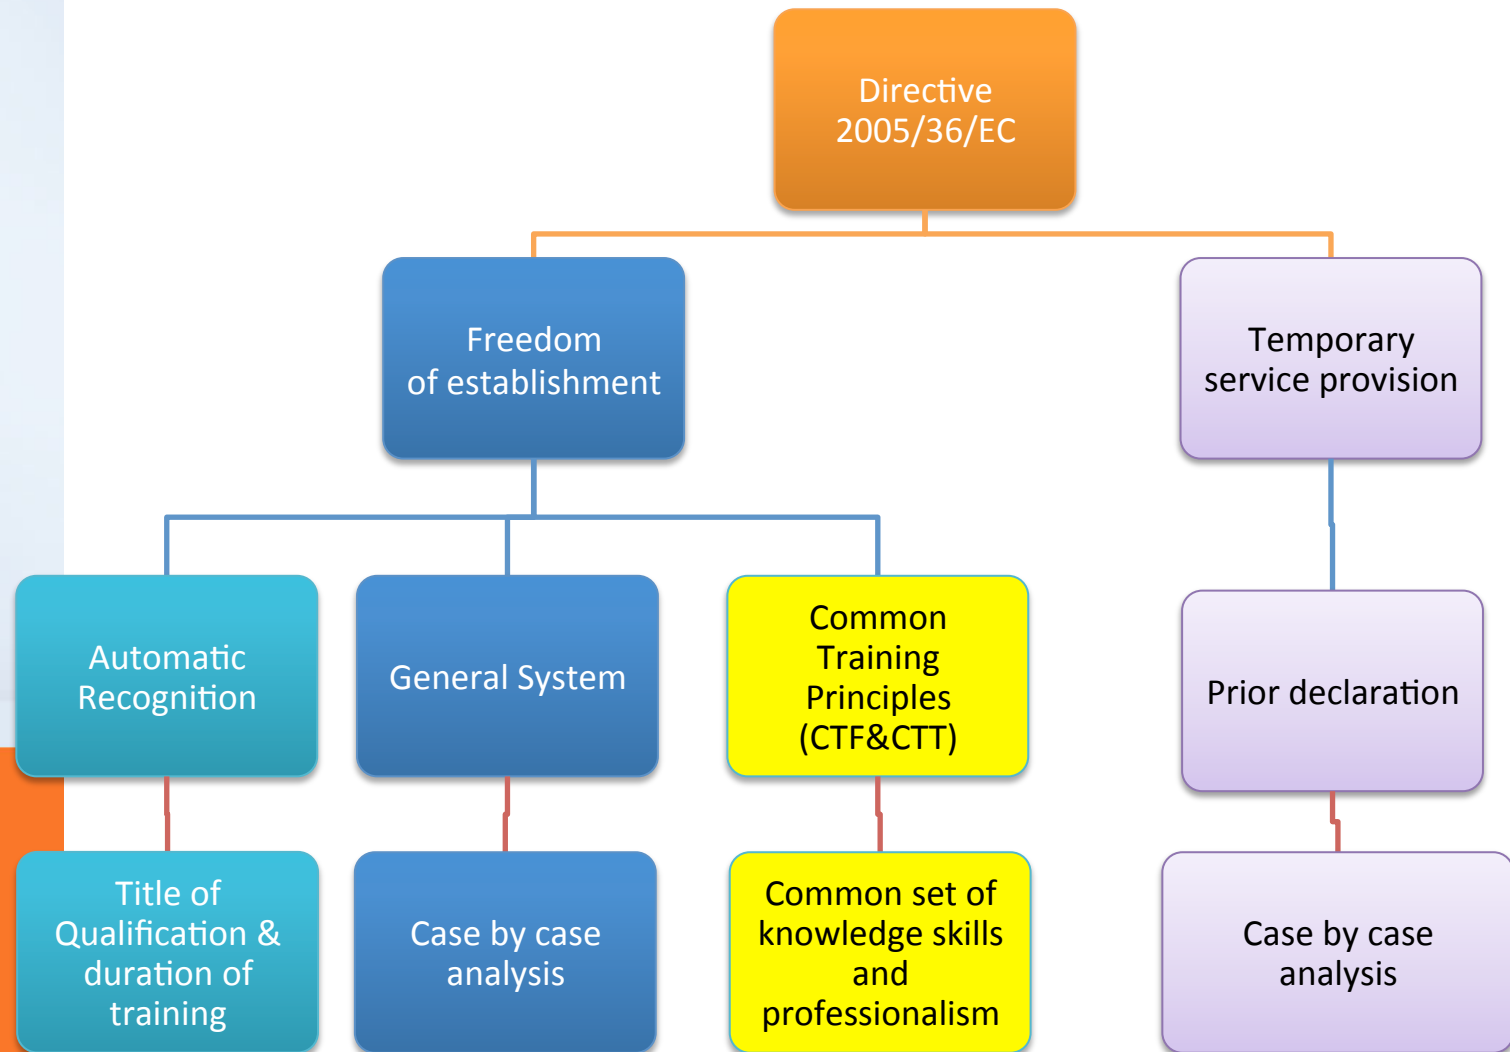 Directive
2005/36/EC
Freedom
of establishment
Temporary
service provision
Automatic
Recognition
General System
Common
Training
Principles
(CTF&CTT)
Prior declaration
Title of
Qualification &
duration of
training
Case by case
analysis
Common set of
knowledge skills
and
professionalism
Case by case
analysis